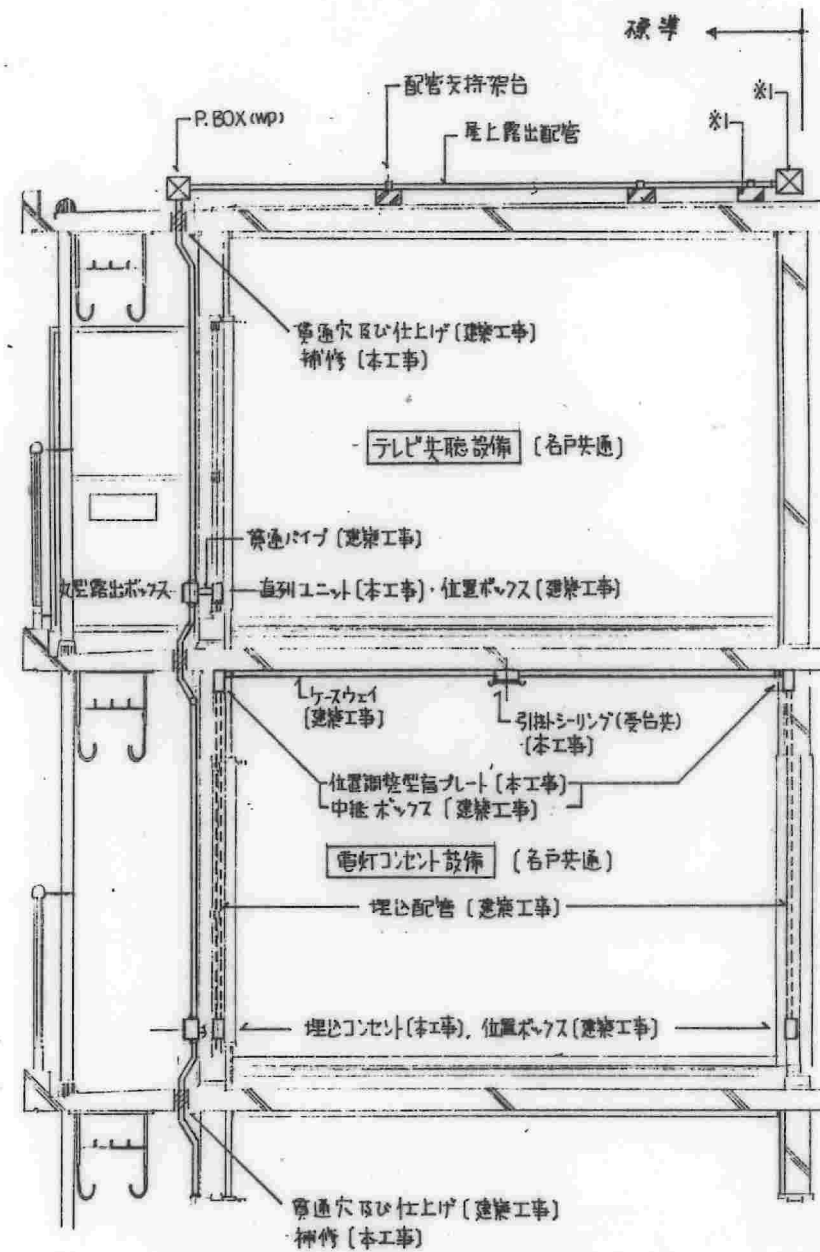 標準
配管支持架台
※1
P.BOX(WP)
※1
屋上露出配管
貫通穴及び仕上げ〔建築工事〕
補修〔本工事〕
テレビ共聴設備〔各戸共通〕
貫通パイプ〔建築工事〕
丸型露出ボックス
直列ユニット〔本工事〕・位置ボックス〔建築工事〕
ケースウェイ
〔建築工事〕
引掛シーリング(受台共)
〔本工事〕
位置調整型盲プレート〔本工事〕
中継ボックス〔建築工事〕
電灯コンセント設備〔各戸共通〕
埋込配管〔建築工事〕
埋込コンセント〔本工事〕, 位置ボックス〔建築工事〕
貫通穴及び仕上げ〔建築工事〕
補修〔本工事〕